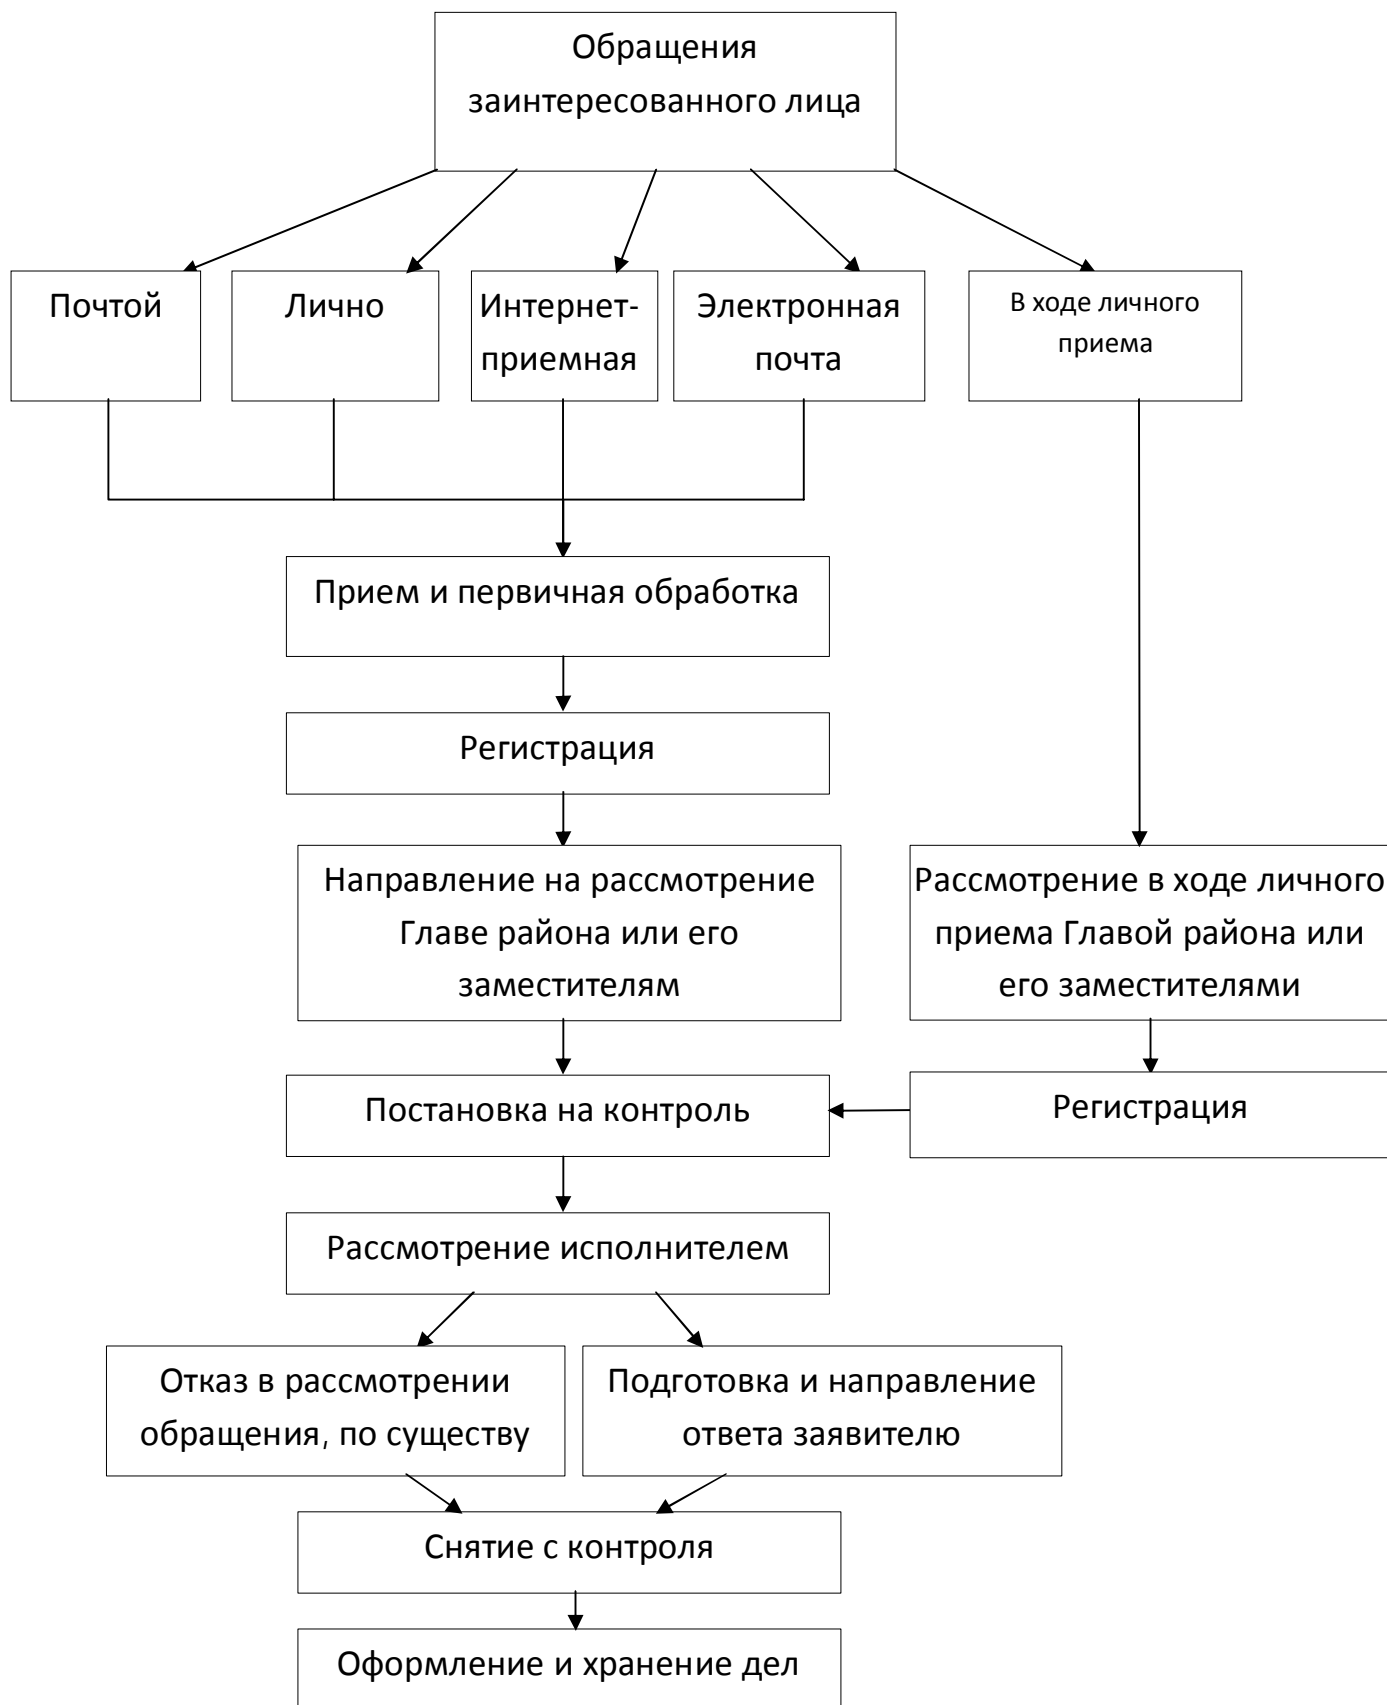 Обращения
заинтересованного лица
Почтой
Лично
Интернет-
приемная
Электронная
почта
В ходе личного
приема
Прием и первичная обработка
Регистрация
Направление на рассмотрение
Главе района или его
заместителям
Рассмотрение в ходе личного
приема Главой района или
его заместителями
Постановка на контроль
Регистрация
Рассмотрение исполнителем
Отказ в рассмотрении
обращения, по существу
Подготовка и направление
ответа заявителю
Снятие с контроля
Оформление и хранение дел